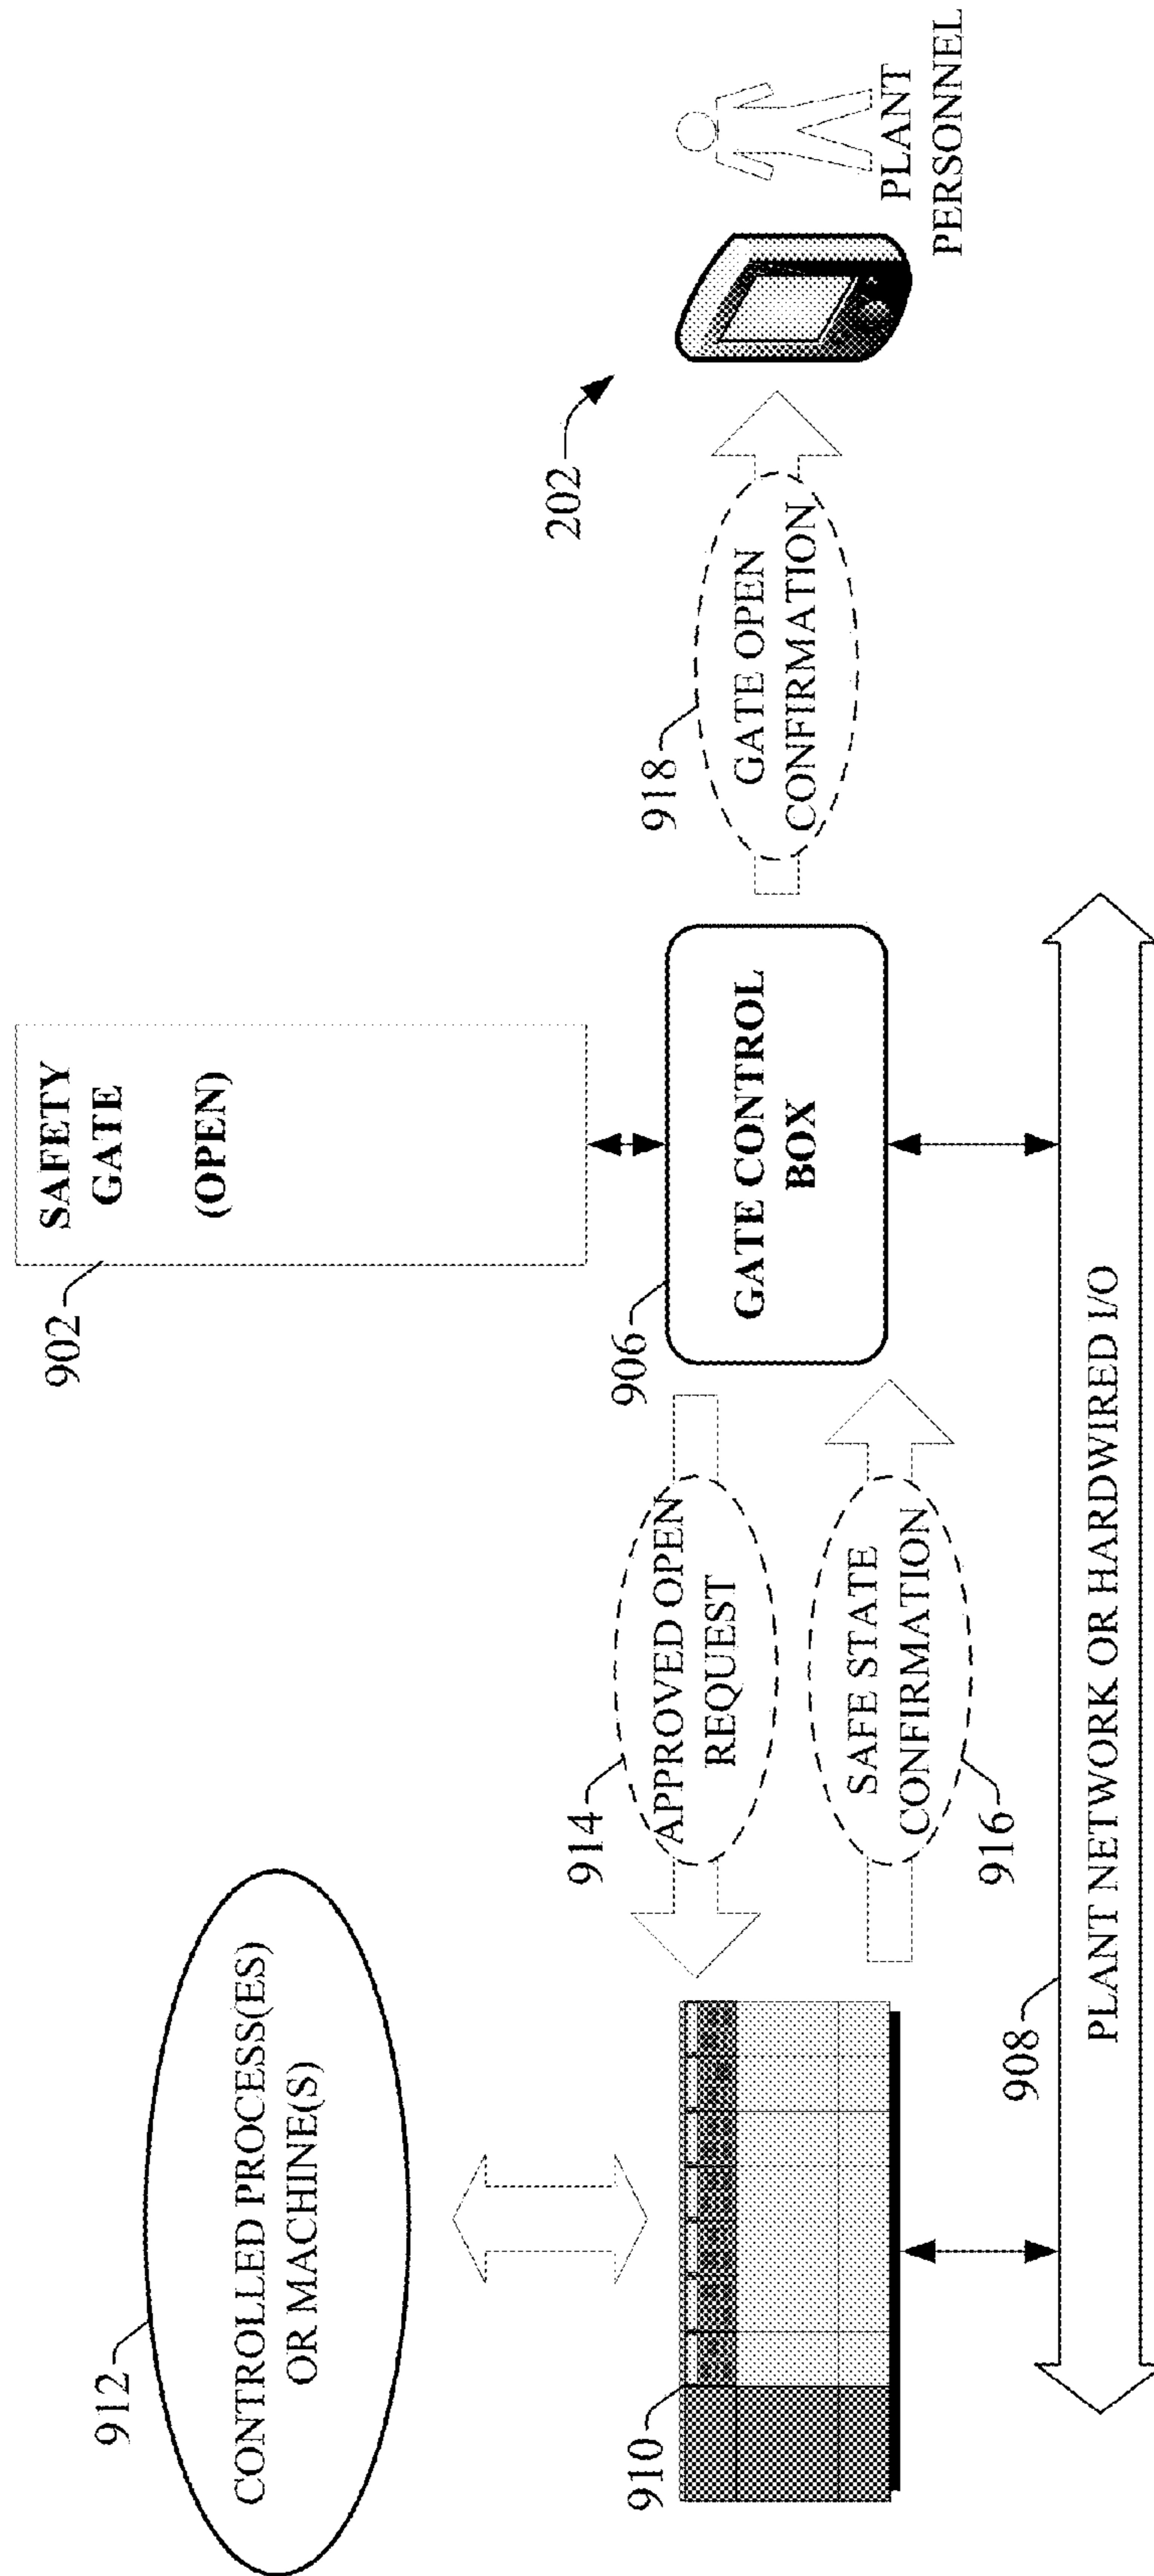 912
CONTROLLED PROCESS(ES)
OR MACHINE(S)
902
SAFETY
GATE
(OPEN)
910
914
APPROVED OPEN
REQUEST
916
SAFE STATE
CONFIRMATION
906
GATE CONTROL
BOX
918
GATE OPEN
CONFIRMATION
202
PLANT
PERSONNEL
908
PLANT NETWORK OR HARDWIRED I/O